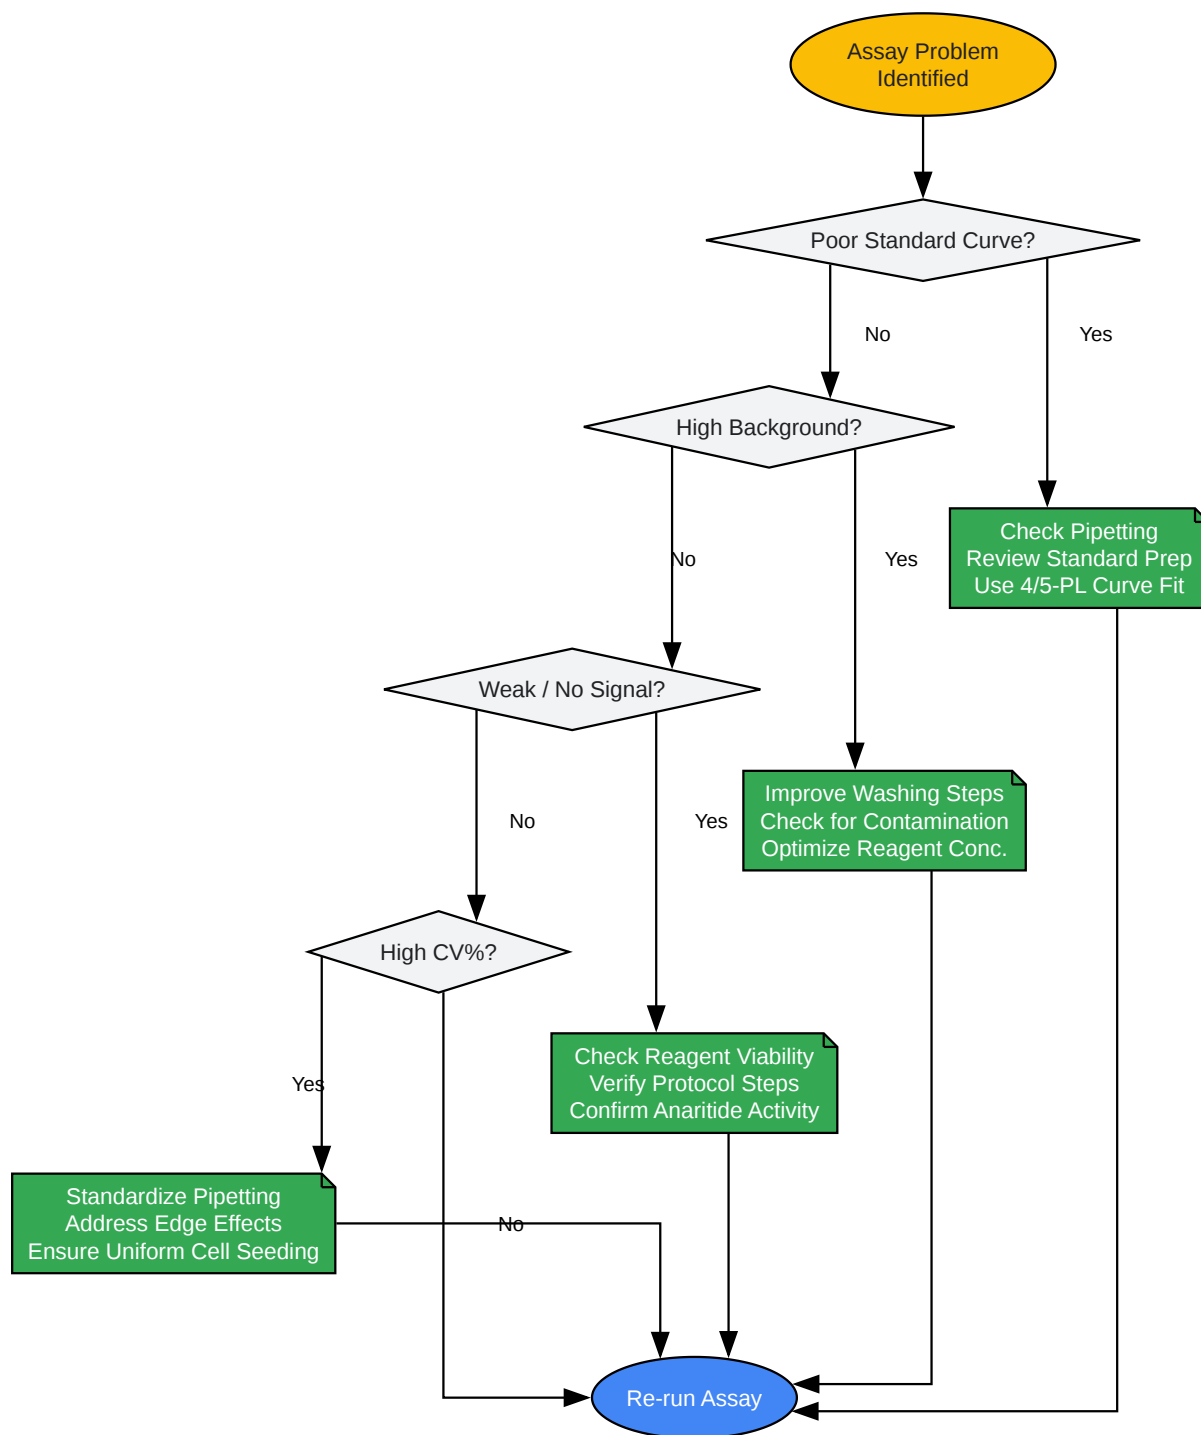 Assay Problem
Identified
Poor Standard Curve?
No
Yes
High Background?
No
Yes
Check Pipetting
Review Standard Prep
Use 4/5-PL Curve Fit
Weak / No Signal?
No
Yes
Improve Washing Steps
Check for Contamination
Optimize Reagent Conc.
High CV%?
Yes
No
Check Reagent Viability
Verify Protocol Steps
Confirm Anaritide Activity
Standardize Pipetting
Address Edge Effects
Ensure Uniform Cell Seeding
Re-run Assay